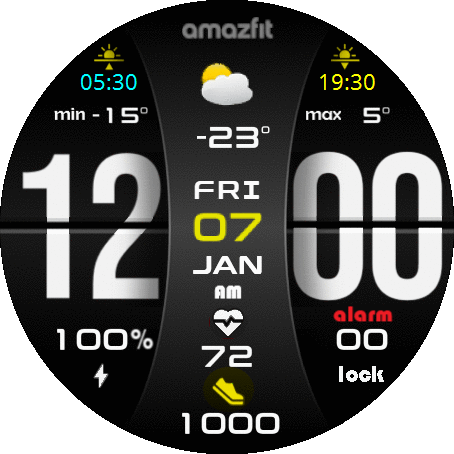 amazfit
05:30
19:30
min -15°
max 5°
-23°
12 00
FRI
07
JAN
AM
alarm
100%
72
00
lock
1000